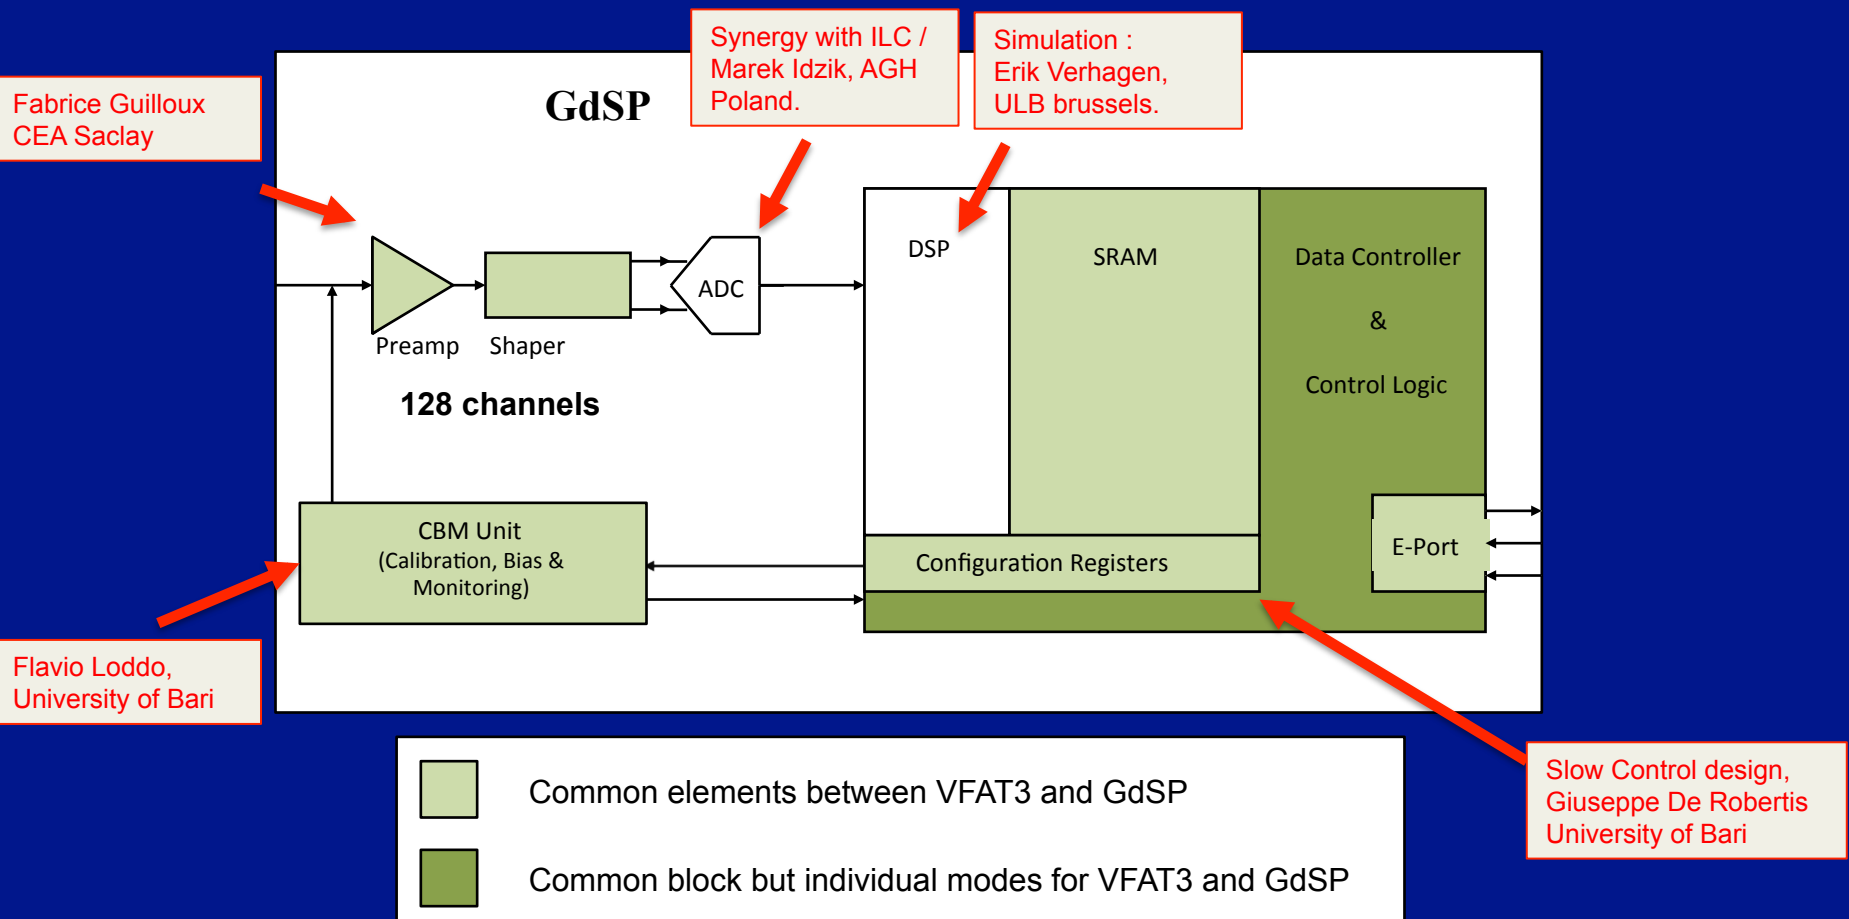 Synergy with ILC /
Marek Idzik, AGH
Poland.
Simulation :
Erik Verhagen,
ULB brussels.
Fabrice Guilloux
CEA Saclay
GdSP
DSP
SRAM
Data Controller
&
Control Logic
ADC
Preamp
Shaper
128 channels
CBM Unit
(Calibration, Bias &
Monitoring)
Configuration Registers
E-Port
Flavio Loddo,
University of Bari
Slow Control design,
Giuseppe De Robertis
University of Bari
Common elements between VFAT3 and GdSP
Common block but individual modes for VFAT3 and GdSP